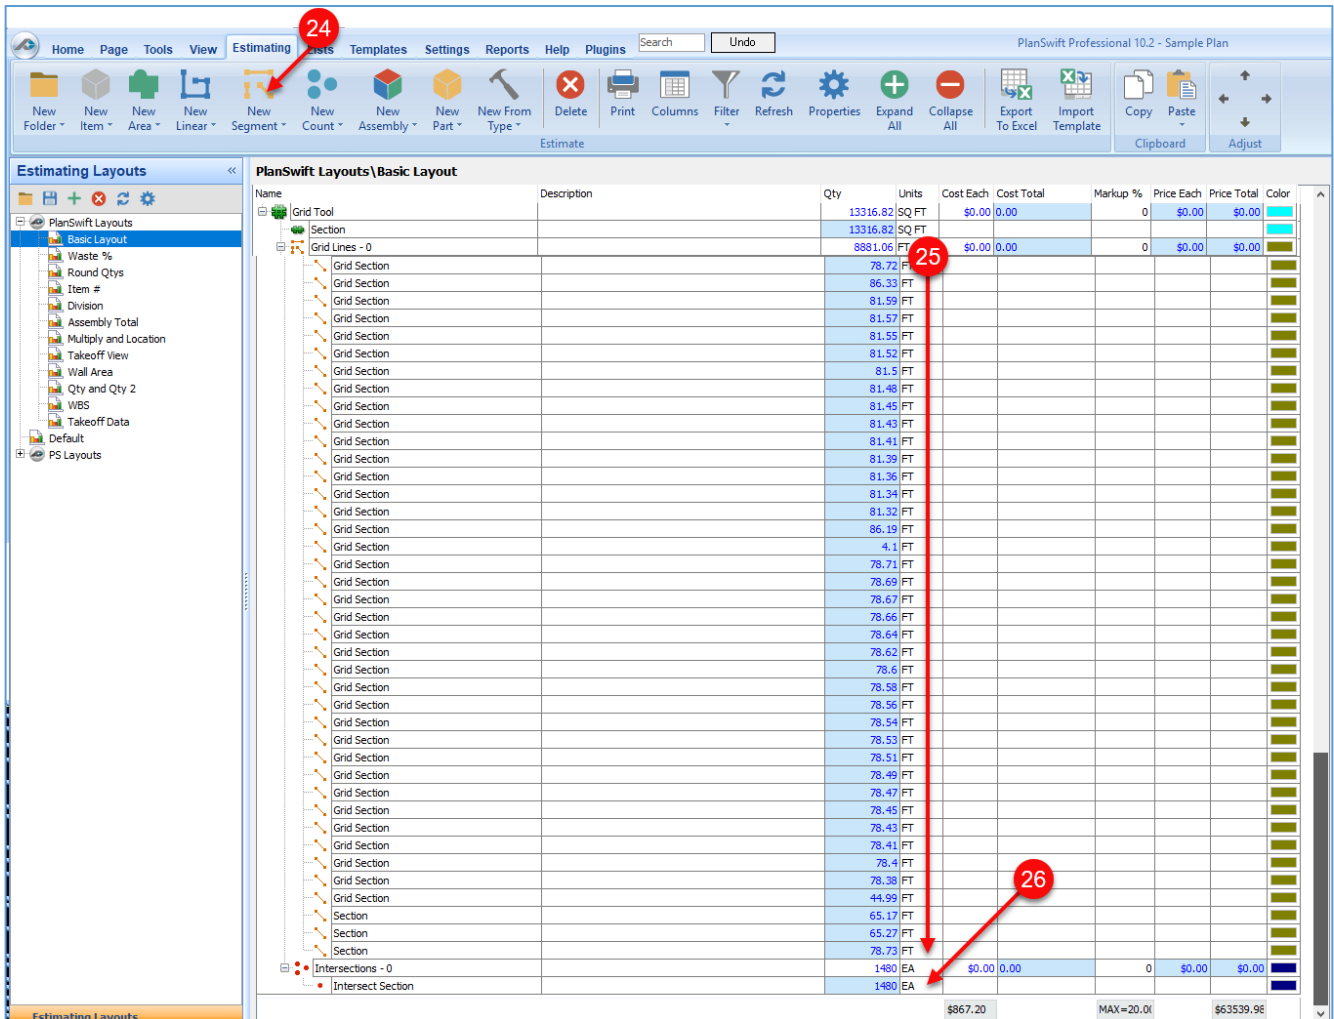 24
Home Page Tools View Estimating Lists Templates Settings Reports Help Plugins Search Undo PlanSwift Professional 10.2 - Sample Plan
New Folder New Item New Area New Linear New Segment New Count New Assembly New Part New From Type Delete Print Columns Filter Refresh Properties Expand All Collapse All Export To Excel Import Template Copy Paste
Estimate Clipboard Adjust
Estimating Layouts «
PlanSwift Layouts
Basic Layout
Waste %
Round Qtys
Item #
Division
Assembly Total
Multiply and Location
Takeoff View
Wall Area
Qty and Qty 2
WBS
Takeoff Data
Default
PS Layouts
Estimating Layouts
PlanSwift Layouts\Basic Layout
Name Description Qty Units Cost Each Cost Total Markup % Price Each Price Total Color
Grid Tool 13316.82 SQ FT $0.00 0.00 0 $0.00 $0.00
Section 13316.82 SQ FT
Grid Lines - 0 8881.06 FT $0.00 0.00 0 $0.00 $0.00
25
Grid Section 78.72 FT
Grid Section 86.33 FT
Grid Section 81.59 FT
Grid Section 81.57 FT
Grid Section 81.55 FT
Grid Section 81.52 FT
Grid Section 81.5 FT
Grid Section 81.48 FT
Grid Section 81.45 FT
Grid Section 81.43 FT
Grid Section 81.41 FT
Grid Section 81.39 FT
Grid Section 81.36 FT
Grid Section 81.34 FT
Grid Section 81.32 FT
Grid Section 86.19 FT
Grid Section 4.1 FT
Grid Section 78.71 FT
Grid Section 78.69 FT
Grid Section 78.67 FT
Grid Section 78.66 FT
Grid Section 78.64 FT
Grid Section 78.62 FT
Grid Section 78.6 FT
Grid Section 78.58 FT
Grid Section 78.56 FT
Grid Section 78.54 FT
Grid Section 78.53 FT
Grid Section 78.51 FT
Grid Section 78.49 FT
Grid Section 78.47 FT
Grid Section 78.45 FT
Grid Section 78.43 FT
Grid Section 78.41 FT
Grid Section 78.4 FT
Grid Section 78.38 FT
26
Grid Section 44.99 FT
Section 65.17 FT
Section 65.27 FT
Section 78.73 FT
Intersections - 0 1480 EA $0.00 0.00 0 $0.00 $0.00
Intersect Section 1480 EA
$867.20 MAX=20.0( $63539.98